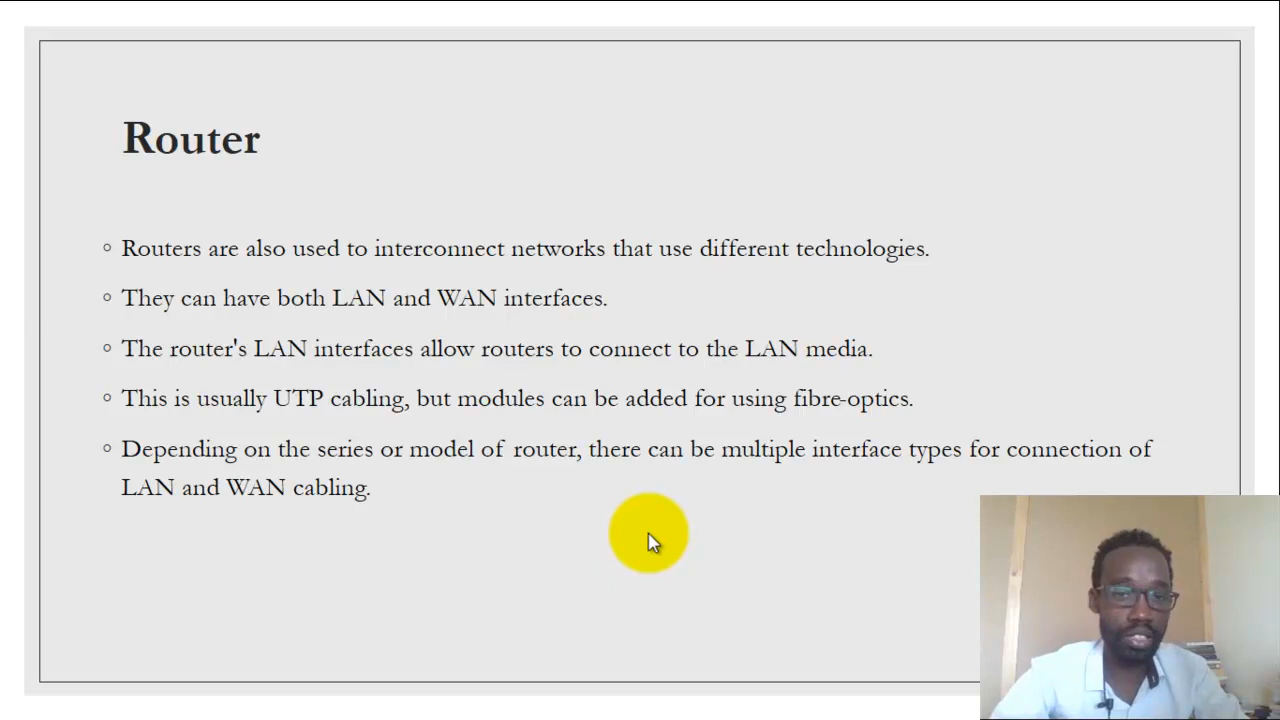 Router
◦ Routers are also used to interconnect networks that use different technologies.
◦ They can have both LAN and WAN interfaces.
◦ The router's LAN interfaces allow routers to connect to the LAN media.
◦ This is usually UTP cabling, but modules can be added for using fibre-optics.
◦ Depending on the series or model of router, there can be multiple interface types for connection of
LAN and WAN cabling.